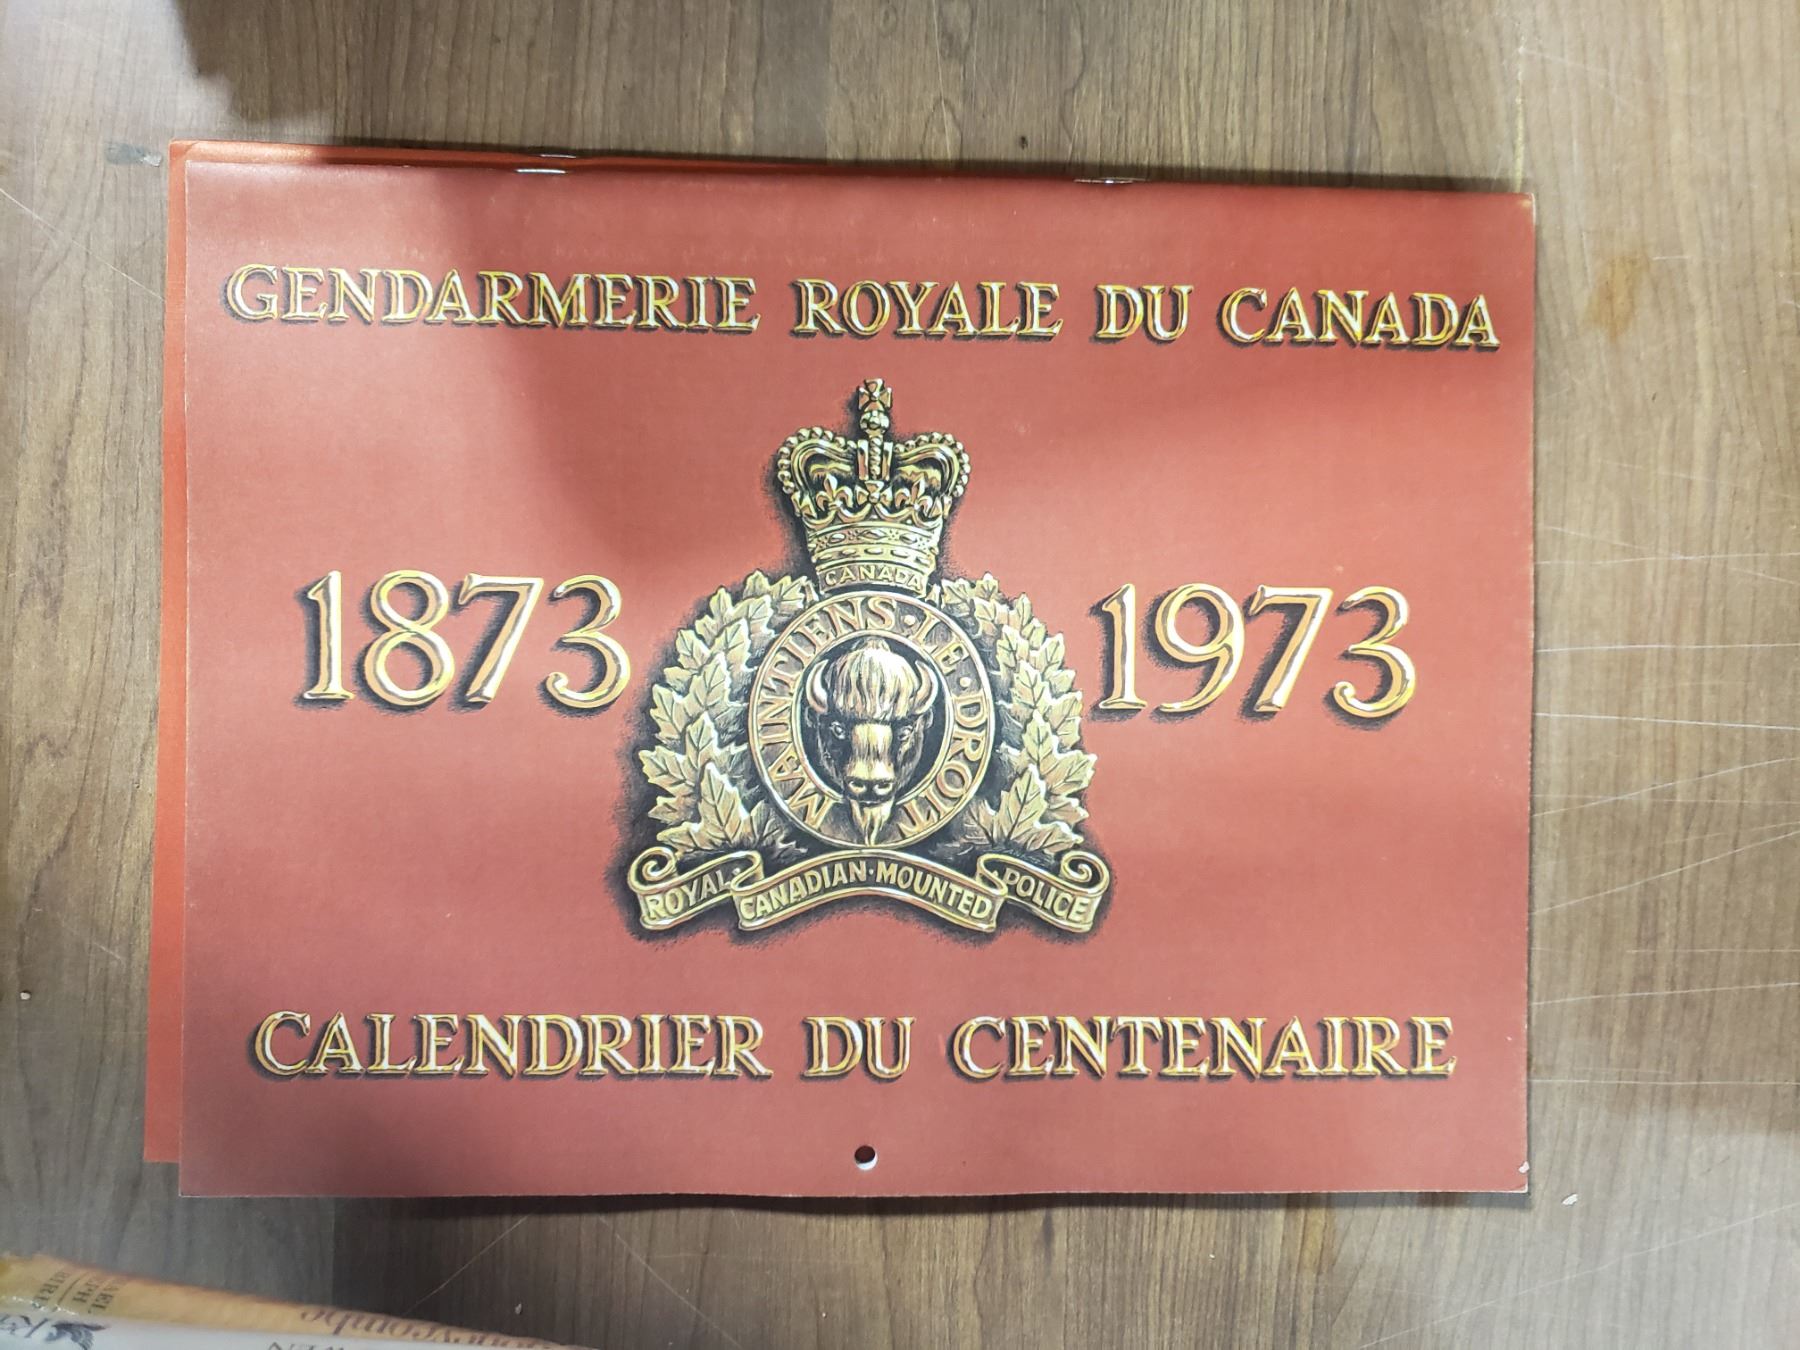 GENDARMERIE ROYALE DU CANADA
1873 1973
CANADA
MAINTIENS·LE·DROIT
ROYAL·CANADIAN·MOUNTED·POLICE
CALENDRIER DU CENTENAIRE